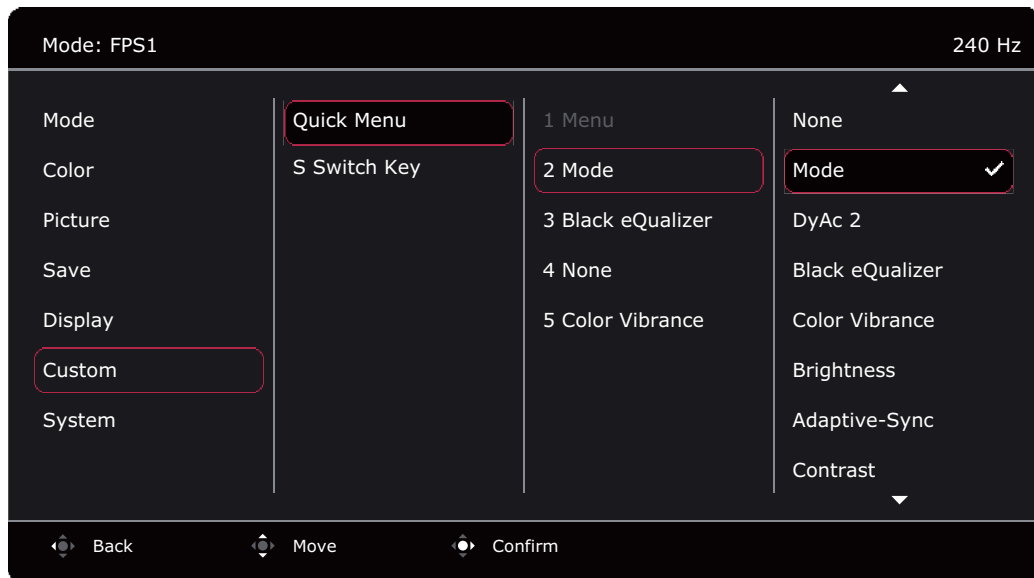 Mode: FPS1
240 Hz
Mode
Color
Picture
Save
Display
Custom
System
Quick Menu
S Switch Key
1 Menu
2 Mode
3 Black eQualizer
4 None
5 Color Vibrance
None
Mode
DyAc 2
Black eQualizer
Color Vibrance
Brightness
Adaptive-Sync
Contrast
Back
Move
Confirm